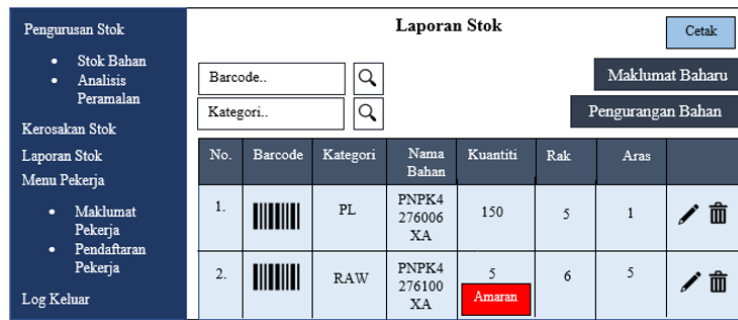 Pengurusan Stok
• Stok Bahan
• Analisis
Peramalan
Kerosakan Stok
Laporan Stok
Menu Pekerja
• Maklumat
Pekerja
• Pendaftaran
Pekerja
Log Keluar
Laporan Stok
Cetak
Barcode..
Kategori..
Maklumat Baharu
Pengurangan Bahan
No. Barcode Kategori Nama Kuantiti Rak Aras
Bahan
1. PL PNPK4 150 5 1
276006
XA
2. RAW PNPK4 5 6 5
276100 Amaran
XA